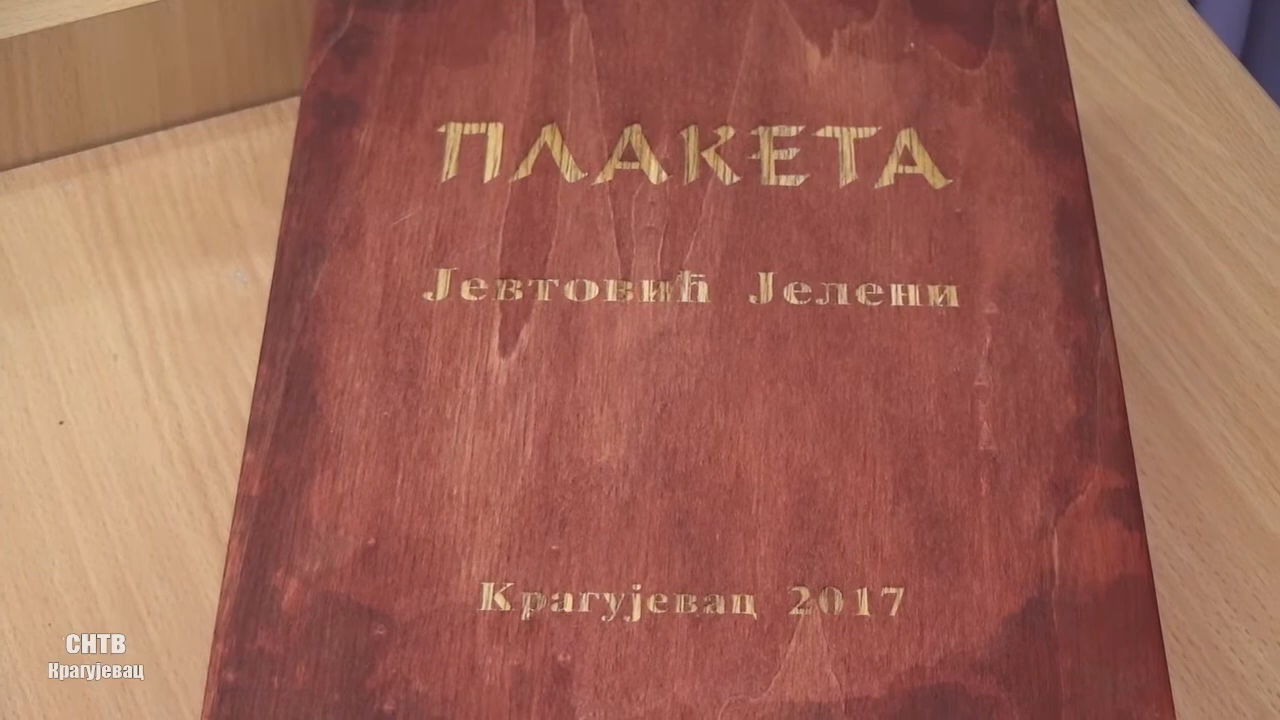 ПЛАКЕТА
Јевтовић Јелени
Крагујевац 2017
СНТВ
Крагујевац